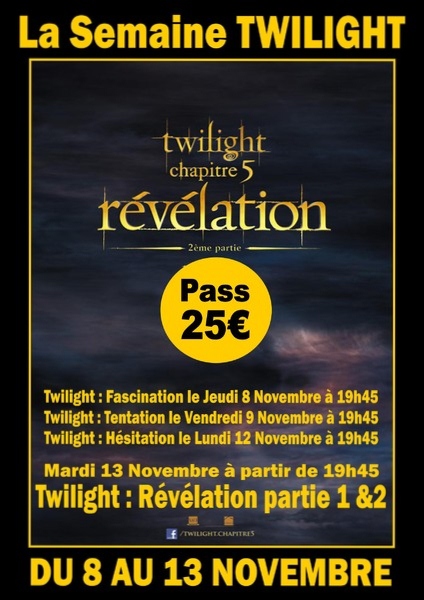 La Semaine TWILIGHT
twilight
chapitre 5
révélation
2ème partie
Pass
25€
Twilight : Fascination le Jeudi 8 Novembre à 19h45
Twilight : Tentation le Vendredi 9 Novembre à 19h45
Twilight : Hésitation le Lundi 12 Novembre à 19h45
Mardi 13 Novembre à partir de 19h45
Twilight : Révélation partie 1 &2
f /TWILIGHT.CHAPITRE5
DU 8 AU 13 NOVEMBRE